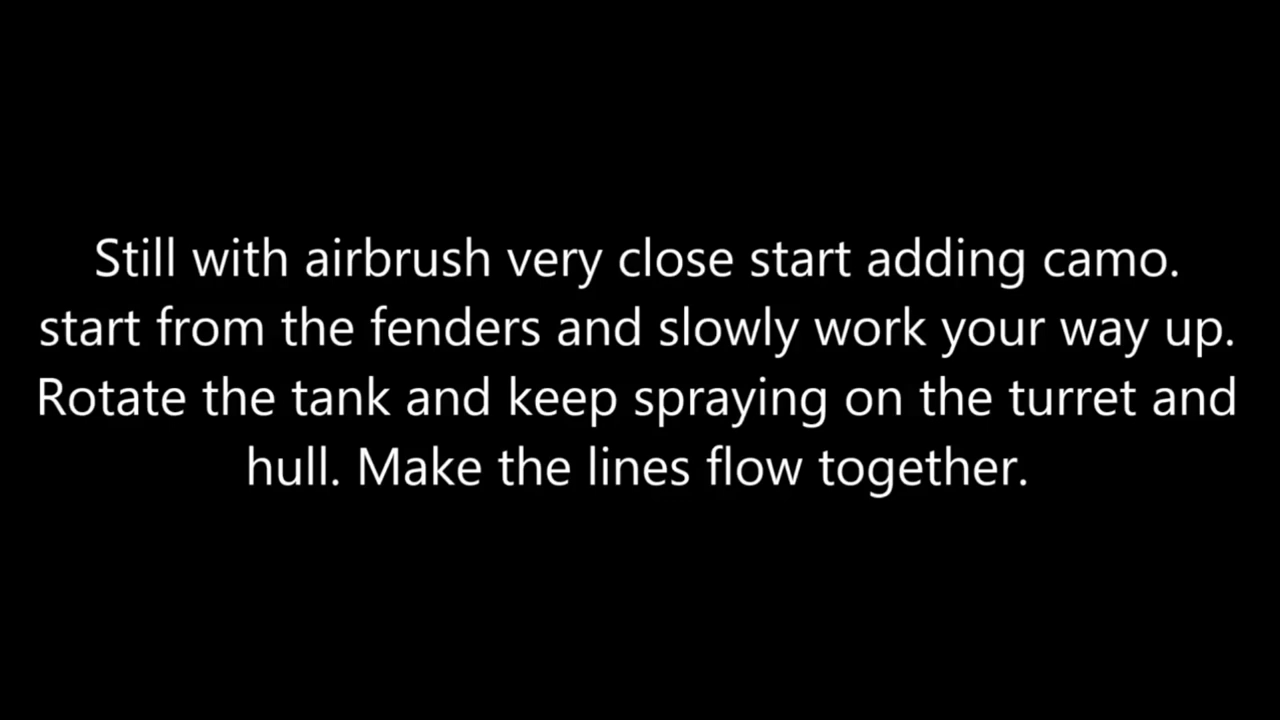 Still with airbrush very close start adding camo.
start from the fenders and slowly work your way up.
Rotate the tank and keep spraying on the turret and
hull. Make the lines flow together.